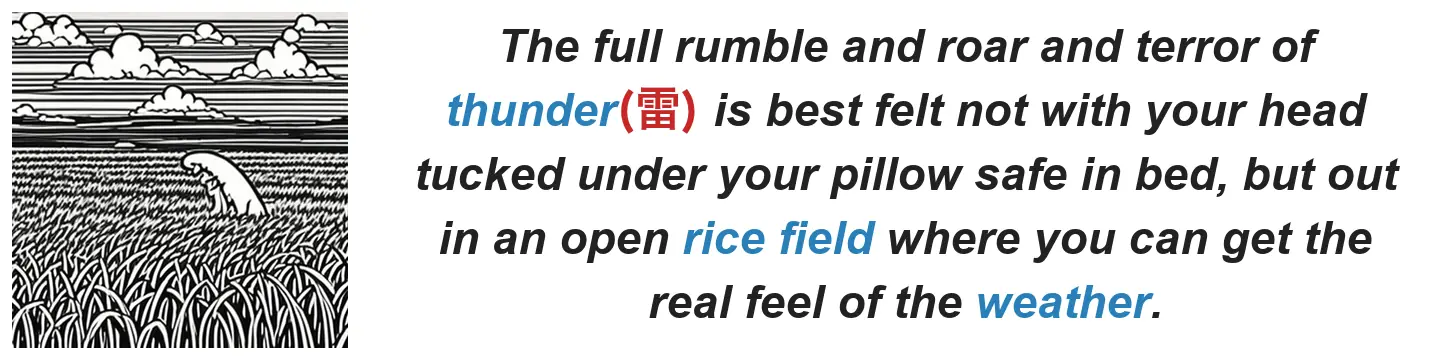 The full rumble and roar and terror of
thunder(雷) is best felt not with your head
tucked under your pillow safe in bed, but out
in an open rice field where you can get the
real feel of the weather.